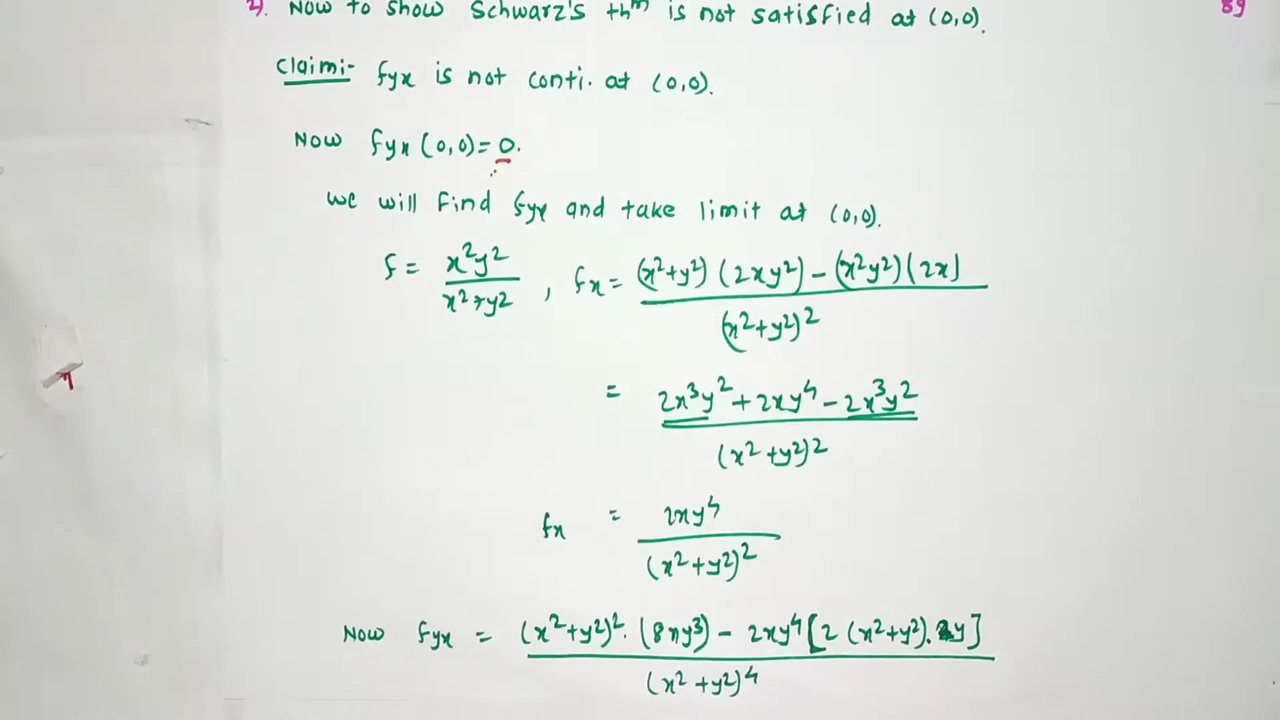 2). Now to show Schwarz's thm is not satisfied at (0,0).
89
Claim:- fyx is not conti. at (0,0).
Now fyx (0,0) = 0.
we will find fyx and take limit at (0,0).
f = x²y² / x²+y² , fx = (x²+y²) (2xy²) - (x²y²) (2x) / (x²+y²)²
= 2x³y² + 2xy⁴ - 2x³y² / (x²+y²)²
fx = 2xy⁴ / (x²+y²)²
Now fyx = (x²+y²)². (8xy³) - 2xy⁴ [2 (x²+y²). 2y] / (x²+y²)⁴